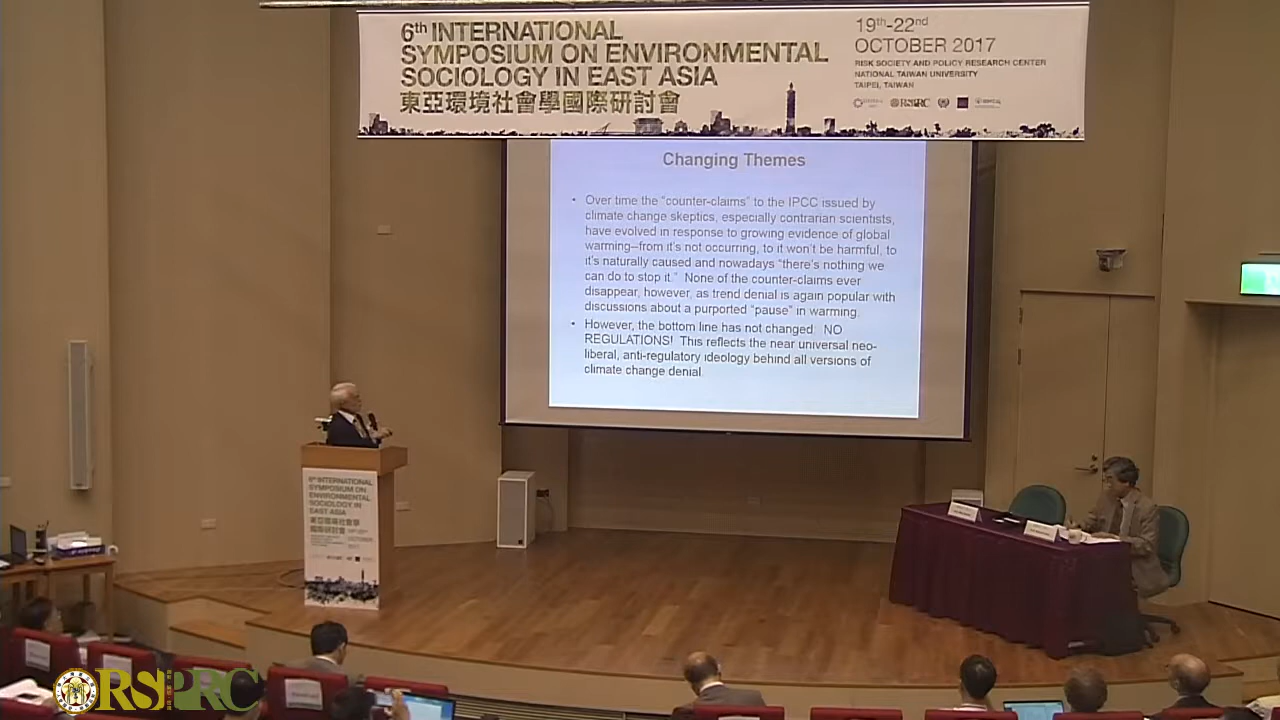 6th INTERNATIONAL
SYMPOSIUM ON ENVIRONMENTAL
SOCIOLOGY IN EAST ASIA
東亞環境社會學國際研討會
19th-22nd
OCTOBER 2017
RISK SOCIETY AND POLICY RESEARCH CENTER
NATIONAL TAIWAN UNIVERSITY
TAIPEI, TAIWAN
RSPRC
Changing Themes
• Over time the "counter-claims" to the IPCC issued by
climate change skeptics, especially contrarian scientists,
have evolved in response to growing evidence of global
warming–from it's not occurring, to it won't be harmful, to
it's naturally caused and nowadays "there's nothing we
can do to stop it." None of the counter-claims ever
disappear, however, as trend denial is again popular with
discussions about a purported "pause" in warming.
• However, the bottom line has not changed: NO
REGULATIONS! This reflects the near universal neo-
liberal, anti-regulatory ideology behind all versions of
climate change denial.
6th INTERNATIONAL
SYMPOSIUM ON
ENVIRONMENTAL
SOCIOLOGY IN
EAST ASIA
東亞環境社會學
國際研討會
OCTOBER
2017
RSPRC